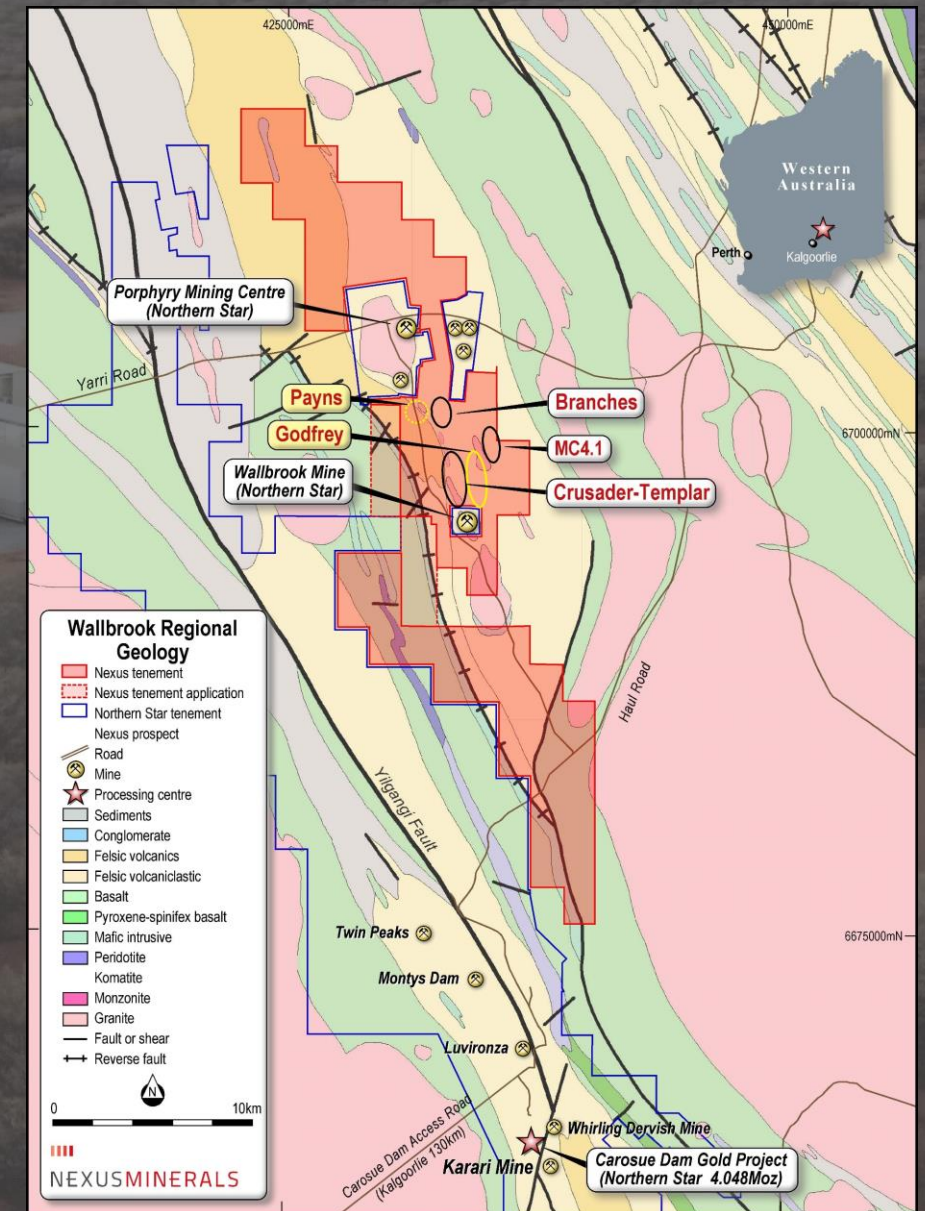 425000mE
450000mE
Western
Australia
Perth
Kalgoorlie
Porphyry Mining Centre
(Northern Star)
Yarri Road
Payns
Branches
6700000mN
Godfrey
MC4.1
Wallbrook Mine
(Northern Star)
Crusader-Templar
Haul Road
Wallbrook Regional
Geology
Nexus tenement
Nexus tenement application
Northern Star tenement
Nexus prospect
Road
Mine
Processing centre
Sediments
Conglomerate
Felsic volcanics
Felsic volcaniclastic
Basalt
Pyroxene-spinifex basalt
Mafic intrusive
Peridotite
Komatite
Monzonite
Granite
Fault or shear
Reverse fault
N
0 10km
NEXUSMINERALS
Yilgangi Fault
Twin Peaks
6675000mN
Montys Dam
Luvironza
Carosue Dam Access Road
(Kalgoorlie 130km)
Whirling Dervish Mine
Karari Mine
Carosue Dam Gold Project
(Northern Star 4.048Moz)